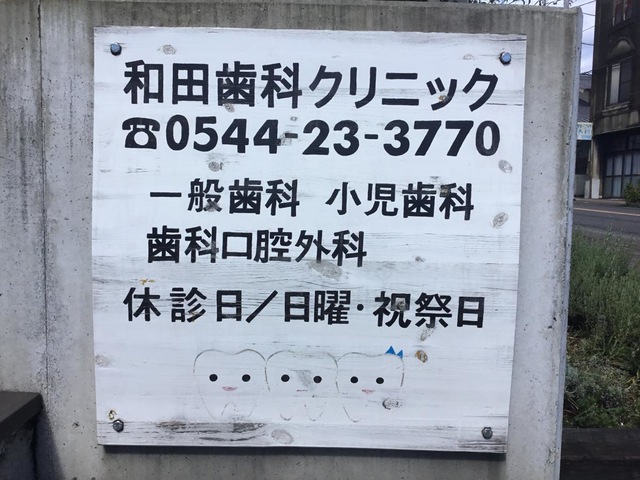 和田歯科クリニック
☎0544-23-3770
一般歯科 小児歯科
歯科口腔外科
休診日/日曜・祝祭日